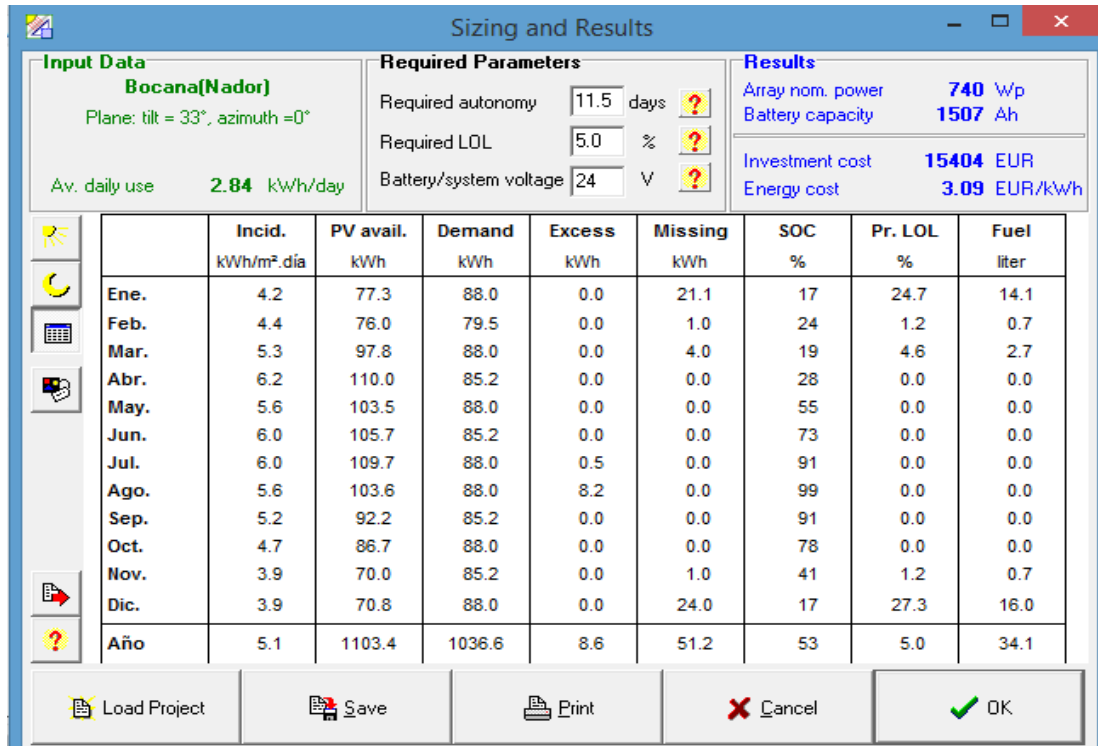 Sizing and Results
Input Data
Bocana(Nador)
Plane: tilt = 33°, azimuth =0°
Av. daily use 2.84 kWh/day
Required Parameters
Required autonomy 11.5 days ?
Required LOL 5.0 % ?
Battery/system voltage 24 V ?
Results
Array nom. power 740 Wp
Battery capacity 1507 Ah
Investment cost 15404 EUR
Energy cost 3.09 EUR/kWh
Incid. PV avail. Demand Excess Missing SOC Pr. LOL Fuel
kWh/m².día kWh kWh kWh kWh % % liter
Ene. 4.2 77.3 88.0 0.0 21.1 17 24.7 14.1
Feb. 4.4 76.0 79.5 0.0 1.0 24 1.2 0.7
Mar. 5.3 97.8 88.0 0.0 4.0 19 4.6 2.7
Abr. 6.2 110.0 85.2 0.0 0.0 28 0.0 0.0
May. 5.6 103.5 88.0 0.0 0.0 55 0.0 0.0
Jun. 6.0 105.7 85.2 0.0 0.0 73 0.0 0.0
Jul. 6.0 109.7 88.0 0.5 0.0 91 0.0 0.0
Ago. 5.6 103.6 88.0 8.2 0.0 99 0.0 0.0
Sep. 5.2 92.2 85.2 0.0 0.0 91 0.0 0.0
Oct. 4.7 86.7 88.0 0.0 0.0 78 0.0 0.0
Nov. 3.9 70.0 85.2 0.0 1.0 41 1.2 0.7
Dic. 3.9 70.8 88.0 0.0 24.0 17 27.3 16.0
? Año 5.1 1103.4 1036.6 8.6 51.2 53 5.0 34.1
Load Project Save Print Cancel OK